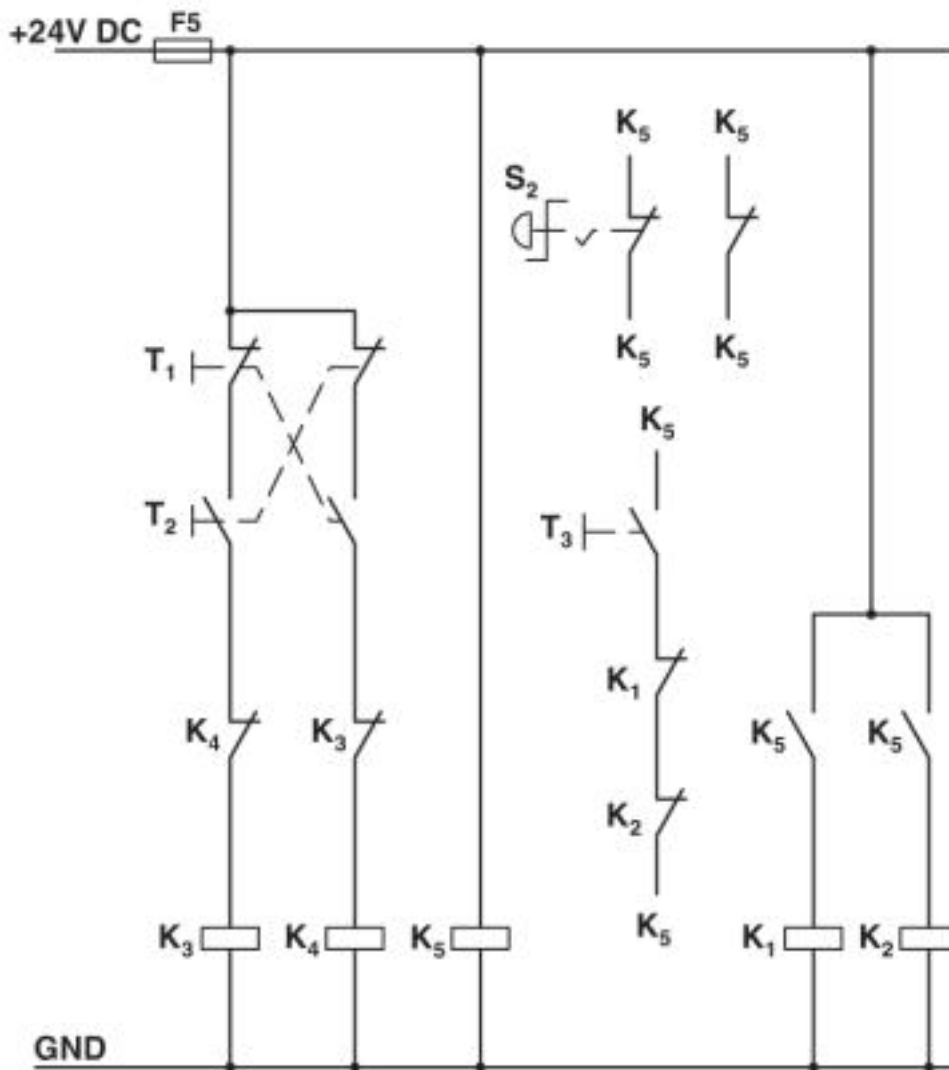 +24V DC F5
K5 K5
S2
K5 K5
T1
K5
T2 T3
K1
K4 K3 K5 K5
K2
K3 K4 K5 K5 K1 K2
GND